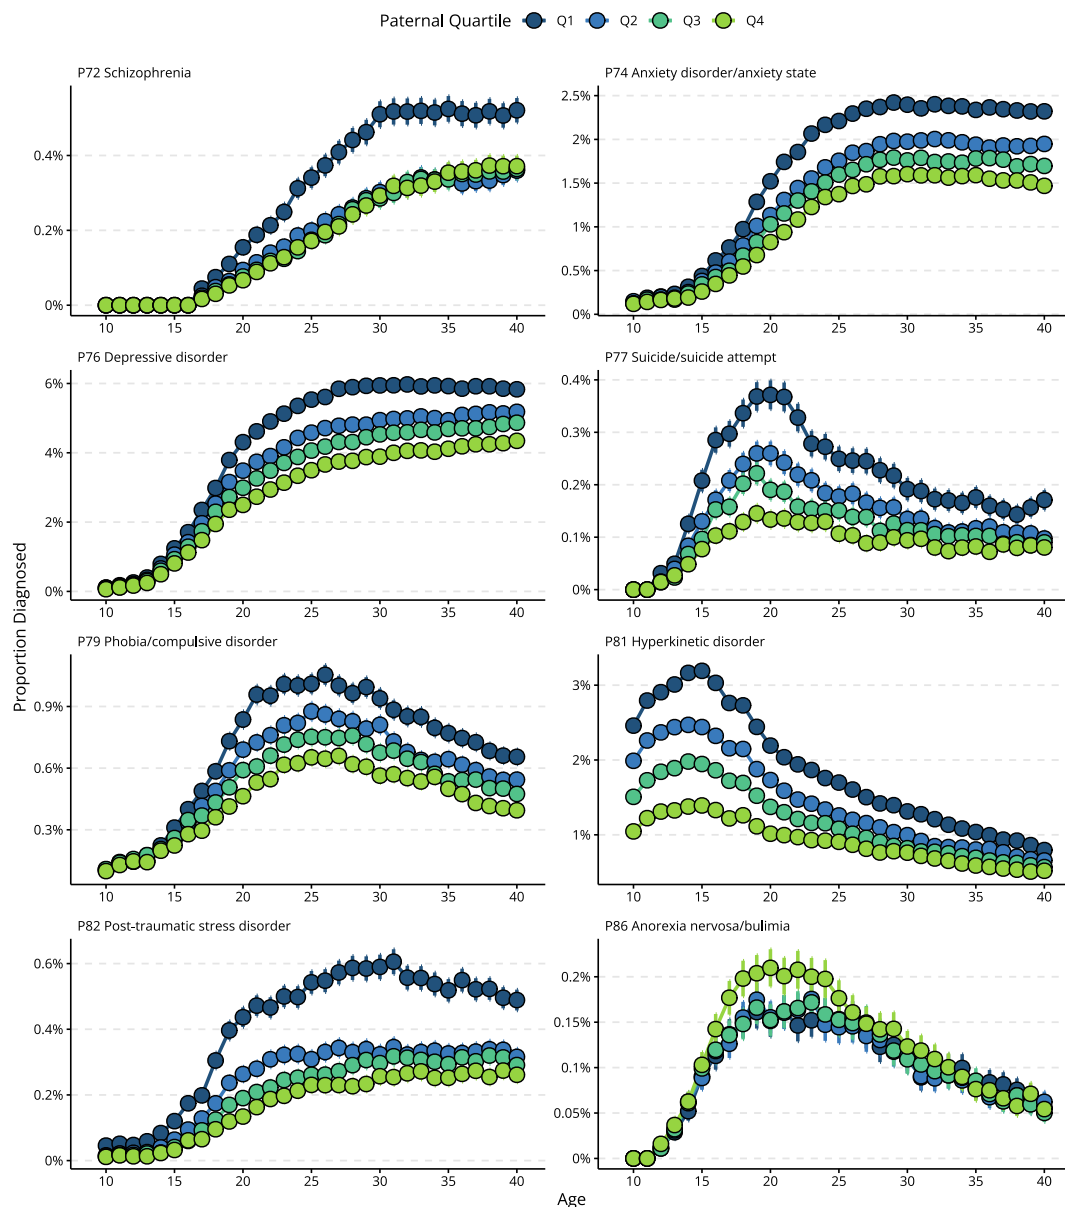 Paternal Quartile Q1 Q2 Q3 Q4
P72 Schizophrenia
0.4%
0.2%
0%
10 15 20 25 30 35 40
P74 Anxiety disorder/anxiety state
2.5%
2%
1.5%
1%
0.5%
0%
10 15 20 25 30 35 40
P76 Depressive disorder
6%
4%
2%
0%
10 15 20 25 30 35 40
P77 Suicide/suicide attempt
0.4%
0.3%
0.2%
0.1%
0%
10 15 20 25 30 35 40
Proportion Diagnosed
P79 Phobia/compulsive disorder
0.9%
0.6%
0.3%
10 15 20 25 30 35 40
P81 Hyperkinetic disorder
3%
2%
1%
10 15 20 25 30 35 40
P82 Post-traumatic stress disorder
0.6%
0.4%
0.2%
0%
10 15 20 25 30 35 40
P86 Anorexia nervosa/bulimia
0.2%
0.15%
0.1%
0.05%
0%
10 15 20 25 30 35 40
Age